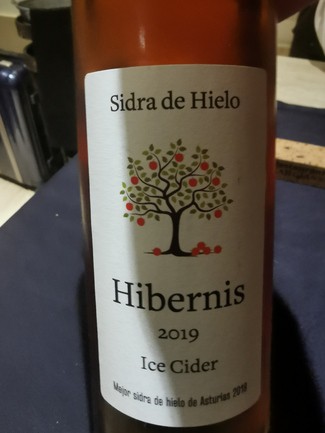 Sidra de Hielo
Hibernis
2019
Ice Cider
Mejor sidra de hielo de Asturias 2018